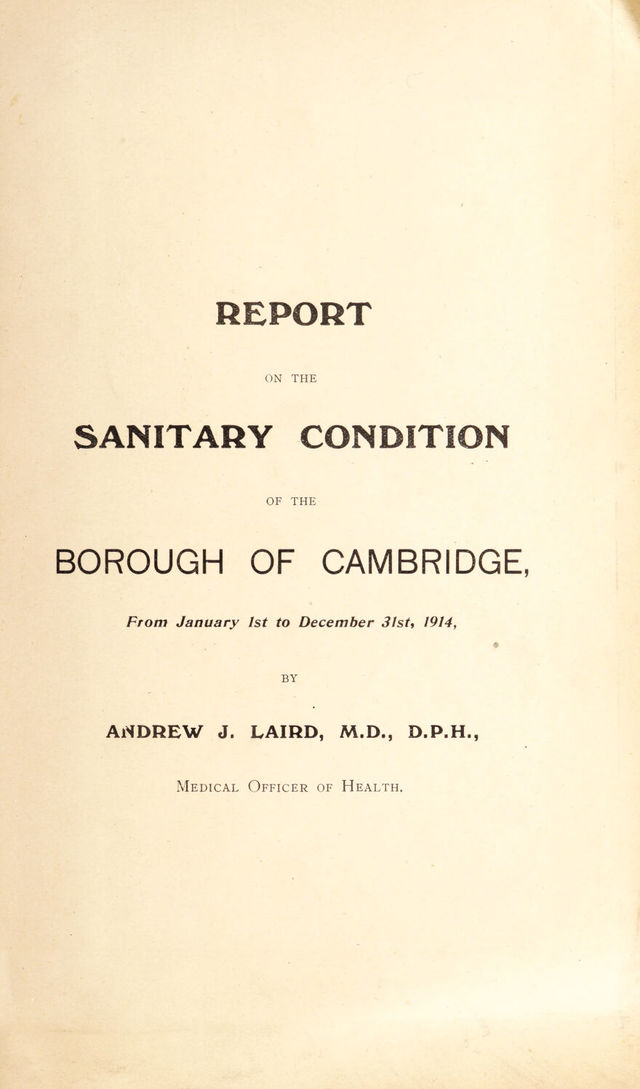 REPORT
ON THE
SANITARY CONDITION
OF THE
BOROUGH OF CAMBRIDGE,
From January 1st to December 31st, 1914,
BY
ANDREW J. LAIRD, M.D., D.P.H.,
MEDICAL OFFICER OF HEALTH.